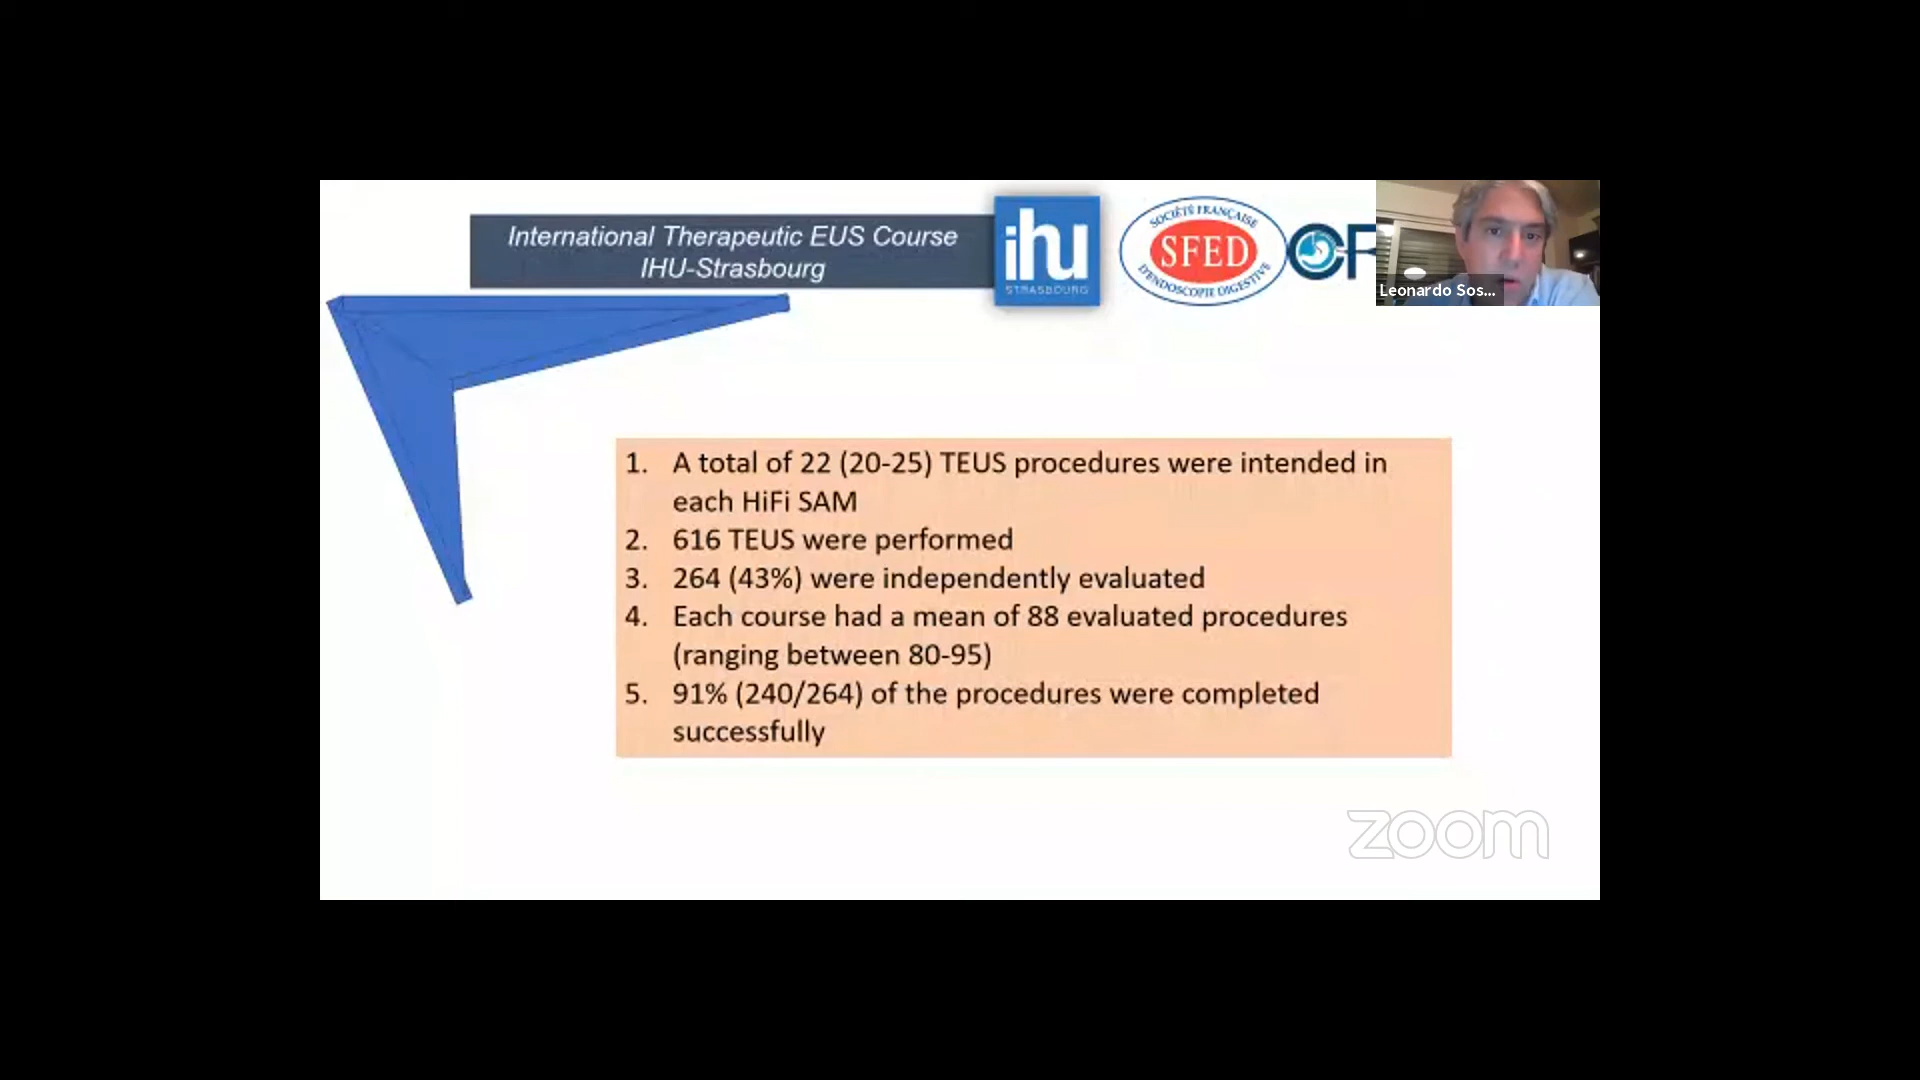 International Therapeutic EUS Course
IHU-Strasbourg
ihu
STRASBOURG
SOCIÉTÉ FRANÇAISE
SFED
D'ENDOSCOPIE DIGESTIVE
Leonardo Sos...
1. A total of 22 (20-25) TEUS procedures were intended in
each HiFi SAM
2. 616 TEUS were performed
3. 264 (43%) were independently evaluated
4. Each course had a mean of 88 evaluated procedures
(ranging between 80-95)
5. 91% (240/264) of the procedures were completed
successfully
zoom